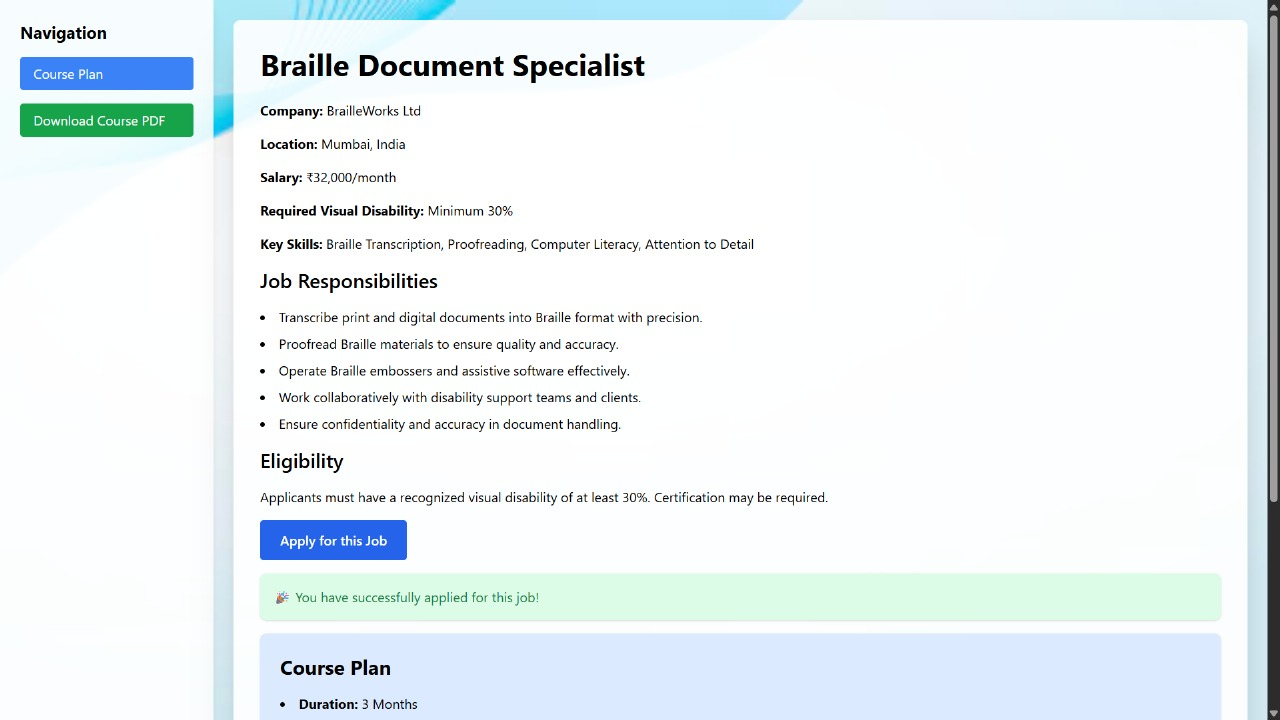 Navigation
Course Plan
Download Course PDF
Braille Document Specialist
Company: BrailleWorks Ltd
Location: Mumbai, India
Salary: ₹32,000/month
Required Visual Disability: Minimum 30%
Key Skills: Braille Transcription, Proofreading, Computer Literacy, Attention to Detail
Job Responsibilities
• Transcribe print and digital documents into Braille format with precision.
• Proofread Braille materials to ensure quality and accuracy.
• Operate Braille embossers and assistive software effectively.
• Work collaboratively with disability support teams and clients.
• Ensure confidentiality and accuracy in document handling.
Eligibility
Applicants must have a recognized visual disability of at least 30%. Certification may be required.
Apply for this Job
🎉 You have successfully applied for this job!
Course Plan
• Duration: 3 Months